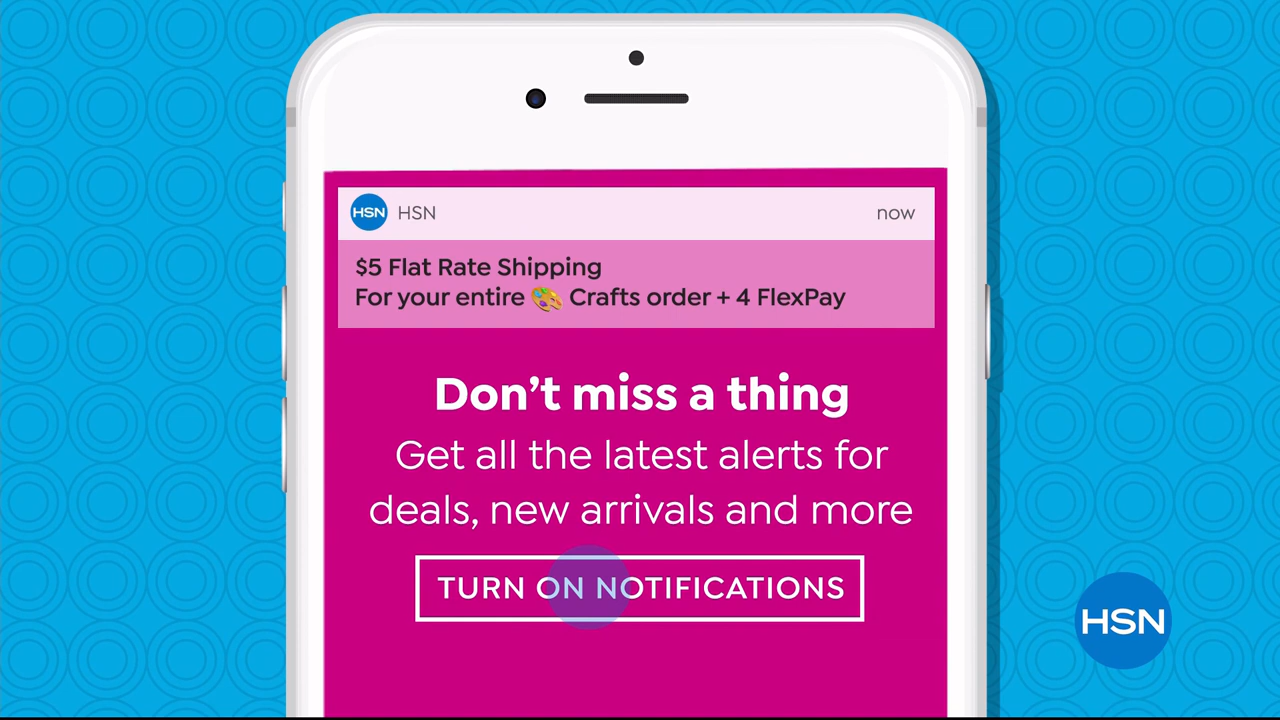 HSN HSN now
$5 Flat Rate Shipping
For your entire 🎨 Crafts order + 4 FlexPay
Don't miss a thing
Get all the latest alerts for
deals, new arrivals and more
TURN ON NOTIFICATIONS
HSN